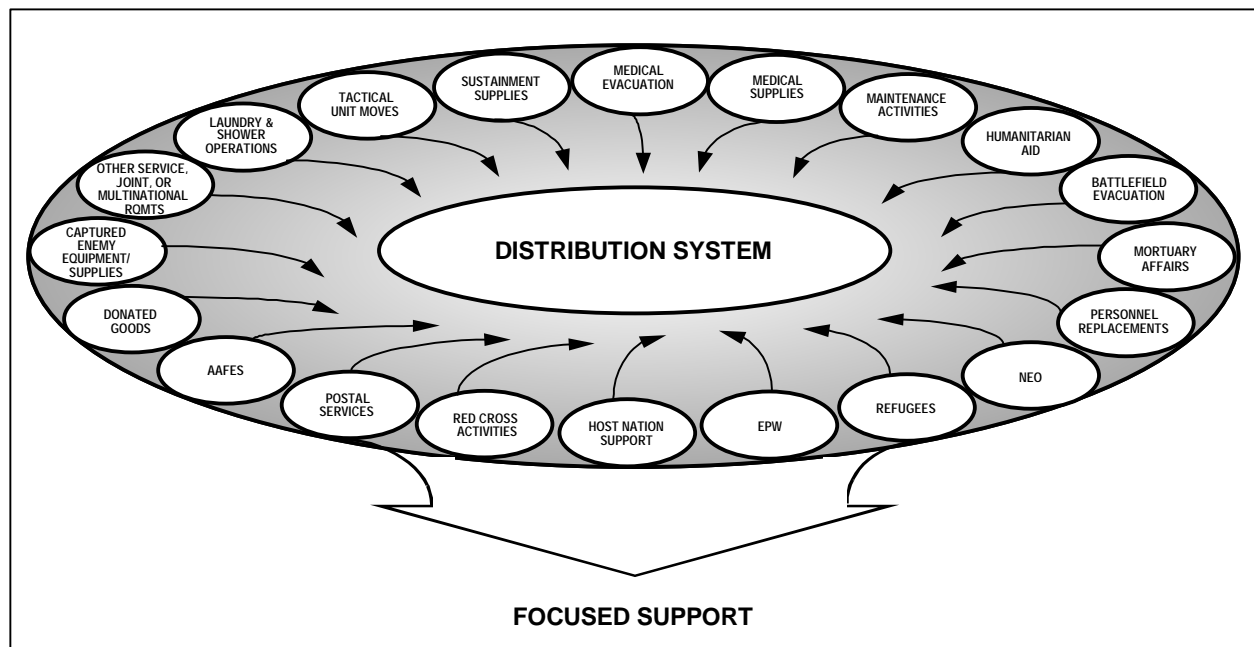 MEDICAL
EVACUATION
SUSTAINMENT
SUPPLIES
MEDICAL
SUPPLIES
TACTICAL
UNIT MOVES
MAINTENANCE
ACTIVITIES
LAUNDRY &
SHOWER
OPERATIONS
HUMANITARIAN
AID
OTHER SERVICE,
JOINT, OR
MULTINATIONAL
RQMTS
BATTLEFIELD
EVACUATION
CAPTURED
ENEMY
EQUIPMENT/
SUPPLIES
DISTRIBUTION SYSTEM
MORTUARY
AFFAIRS
DONATED
GOODS
PERSONNEL
REPLACEMENTS
AAFES
NEO
POSTAL
SERVICES
REFUGEES
RED CROSS
ACTIVITIES
HOST NATION
SUPPORT
EPW
FOCUSED SUPPORT